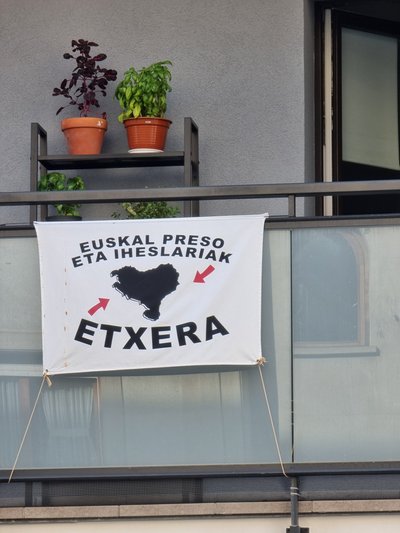 EUSKAL PRESO
ETA IHESLARIAK
ETXERA